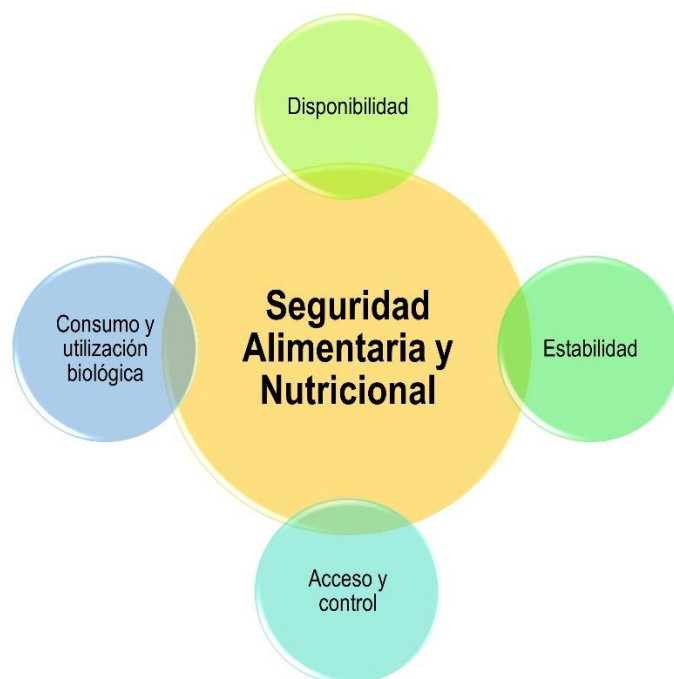 Disponibilidad
Consumo y
utilización
biológica
Seguridad
Alimentaria y
Nutricional
Estabilidad
Acceso y
control